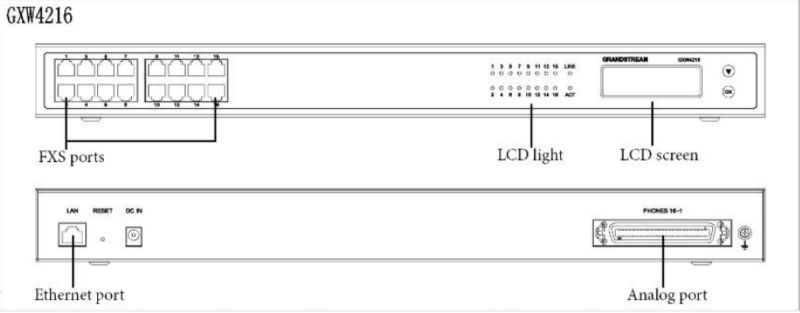 GXW4216
1 3 5 7 9 11 13 15
4 6 8 10 12 14 16
1 3 5 7 9 11 13 15 LINE
2 4 6 8 10 12 14 16 ACT
GRANDSTREAM GXW4216
OK
FXS ports
LCD light
LCD screen
LAN RESET DC IN
PHONES 16-1
Ethernet port
Analog port